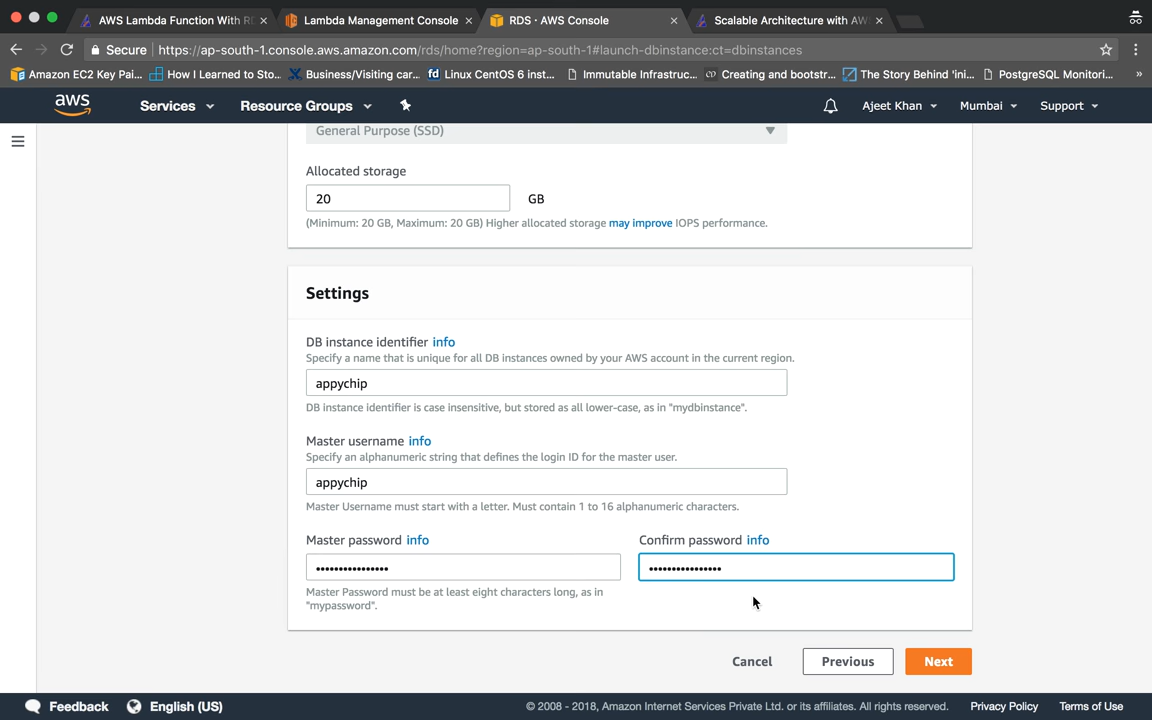 AWS Lambda Function With R
Lambda Management Console
RDS · AWS Console
Scalable Architecture with AW
Secure
https://ap-south-1.console.aws.amazon.com/rds/home?region=ap-south-1#launch-dbinstance:ct=dbinstances
Amazon EC2 Key Pai...
How I Learned to Sto...
Business/Visiting car...
Linux CentOS 6 inst...
Immutable Infrastruc...
Creating and bootstr...
The Story Behind 'ini...
PostgreSQL Monitori...
»
aws
Services
Resource Groups
Ajeet Khan
Mumbai
Support
General Purpose (SSD)
Allocated storage
20 GB
(Minimum: 20 GB, Maximum: 20 GB) Higher allocated storage may improve IOPS performance.
Settings
DB instance identifier info
Specify a name that is unique for all DB instances owned by your AWS account in the current region.
appychip
DB instance identifier is case insensitive, but stored as all lower-case, as in "mydbinstance".
Master username info
Specify an alphanumeric string that defines the login ID for the master user.
appychip
Master Username must start with a letter. Must contain 1 to 16 alphanumeric characters.
Master password info
Confirm password info
••••••••••••••••
••••••••••••••••
Master Password must be at least eight characters long, as in
"mypassword".
Cancel
Previous
Next
Feedback
English (US)
© 2008 - 2018, Amazon Internet Services Private Ltd. or its affiliates. All rights reserved.
Privacy Policy
Terms of Use